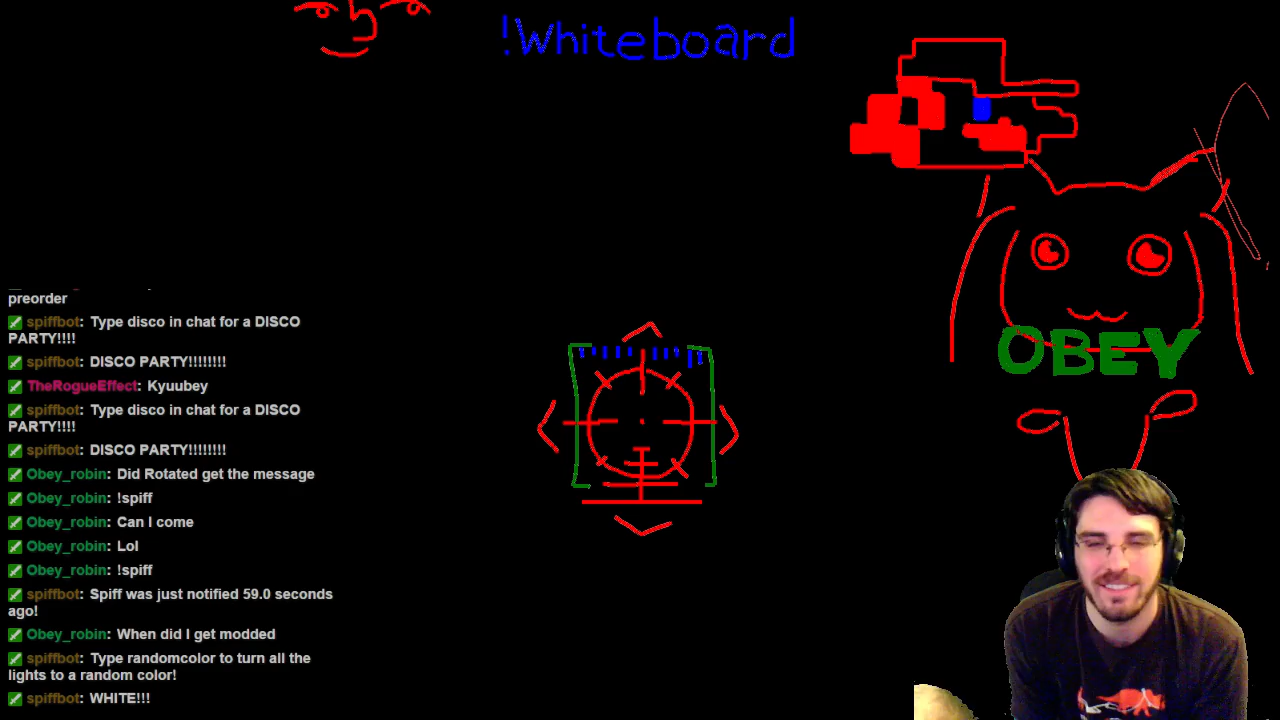 !Whiteboard
preorder
spiffbot: Type disco in chat for a DISCO
PARTY!!!!
spiffbot: DISCO PARTY!!!!!!!!
TheRogueEffect: Kyuubey
spiffbot: Type disco in chat for a DISCO
PARTY!!!!
spiffbot: DISCO PARTY!!!!!!!!
Obey_robin: Did Rotated get the message
Obey_robin: !spiff
Obey_robin: Can I come
Obey_robin: Lol
Obey_robin: !spiff
spiffbot: Spiff was just notified 59.0 seconds
ago!
Obey_robin: When did I get modded
spiffbot: Type randomcolor to turn all the
lights to a random color!
spiffbot: WHITE!!!
OBEY